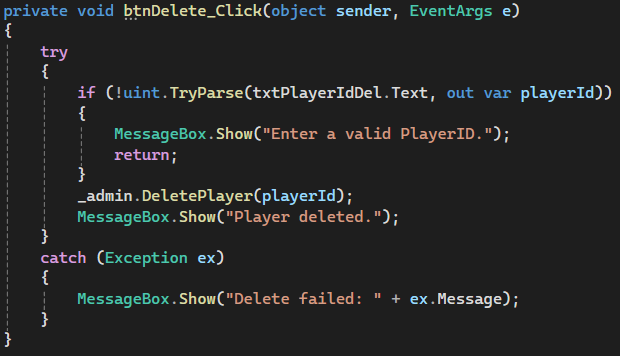 private void btnDelete_Click(object sender, EventArgs e)
{
    try
    {
        if (!uint.TryParse(txtPlayerIdDel.Text, out var playerId))
        {
            MessageBox.Show("Enter a valid PlayerID.");
            return;
        }
        _admin.DeletePlayer(playerId);
        MessageBox.Show("Player deleted.");
    }
    catch (Exception ex)
    {
        MessageBox.Show("Delete failed: " + ex.Message);
    }
}